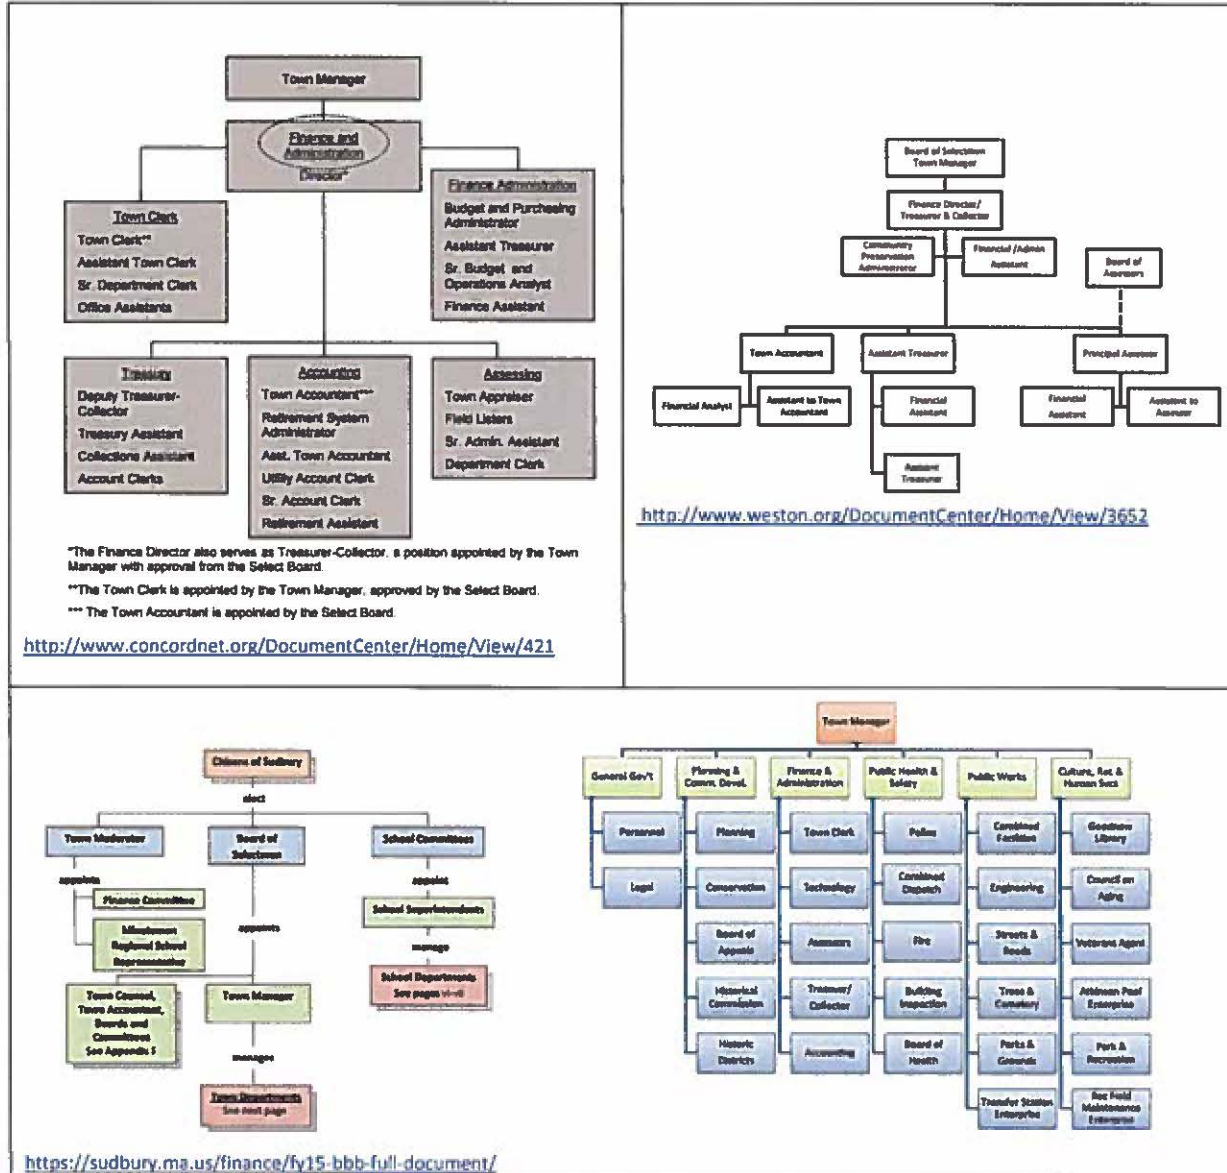 Town Manager
Finance and
Administration
Director*
Town Clerk
Town Clerk**
Assistant Town Clerk
Sr. Department Clerk
Office Assistants
Finance Administration
Budget and Purchasing
Administrator
Assistant Treasurer
Sr. Budget and
Operations Analyst
Finance Assistant
Treasury
Deputy Treasurer-
Collector
Treasury Assistant
Collections Assistant
Account Clerks
Accounting
Town Accountant***
Retirement System
Administrator
Asst. Town Accountant
Utility Account Clerk
Sr. Account Clerk
Retirement Assistant
Assessing
Town Appraiser
Field Listers
Sr. Admin. Assistant
Department Clerk
*The Finance Director also serves as Treasurer-Collector, a position appointed by the Town
Manager with approval from the Select Board.
**The Town Clerk is appointed by the Town Manager, approved by the Select Board.
*** The Town Accountant is appointed by the Select Board.
http://www.concordnet.org/DocumentCenter/Home/View/421
Board of Selectmen
Town Manager
Finance Director/
Treasurer & Collector
Community
Preservation
Administrator
Financial /Admin
Assistant
Board of
Assessors
Town Accountant
Assistant Treasurer
Principal Assessor
Financial Analyst
Assistant to Town
Accountant
Financial
Assistant
Financial
Assistant
Assistant to
Assessor
Assistant
Treasurer
http://www.weston.org/DocumentCenter/Home/View/3652
Citizens of Sudbury
elect
Town Moderator
Board of
Selectmen
School Committees
appoints
Finance Committee
Minuteman
Regional School
Representative
appoints
appoint
School Superintendents
manage
School Departments
See pages vi-vii
Town Counsel,
Town Accountant,
Boards and
Committees
See Appendix 5
Town Manager
manages
Town Departments
See next page
Town Manager
General Gov't
Planning &
Comm. Devel.
Finance &
Administration
Public Health &
Safety
Public Works
Culture, Rec &
Human Svcs
Personnel
Planning
Town Clerk
Police
Combined
Facilities
Goodnow
Library
Legal
Conservation
Technology
Combined
Dispatch
Engineering
Council on
Aging
Board of
Appeals
Assessors
Fire
Streets &
Roads
Veterans Agent
Historical
Commission
Treasurer/
Collector
Building
Inspection
Trees &
Cemetery
Atkinson Pool
Enterprise
Historic
Districts
Accounting
Board of
Health
Parks &
Grounds
Park &
Recreation
Transfer Station
Enterprise
Rec Field
Maintenance
Enterprise
https://sudbury.ma.us/finance/fy15-bbb-full-document/